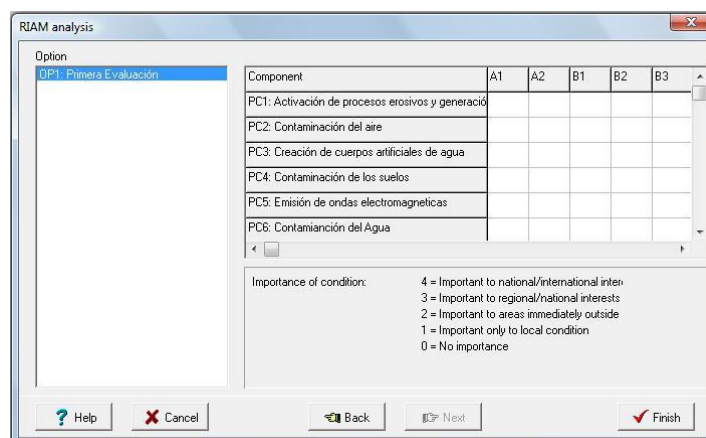 RIAM analysis
Option
OP1: Primera Evaluación
Component A1 A2 B1 B2 B3
PC1: Activación de procesos erosivos y generació
PC2: Contaminación del aire
PC3: Creación de cuerpos artificiales de agua
PC4: Contaminación de los suelos
PC5: Emisión de ondas electromagneticas
PC6: Contamianción del Agua
Importance of condition: 4 = Important to national/international inter
3 = Important to regional/national interests
2 = Important to areas immediately outside
1 = Important only to local condition
0 = No importance
? Help Cancel Back Next Finish